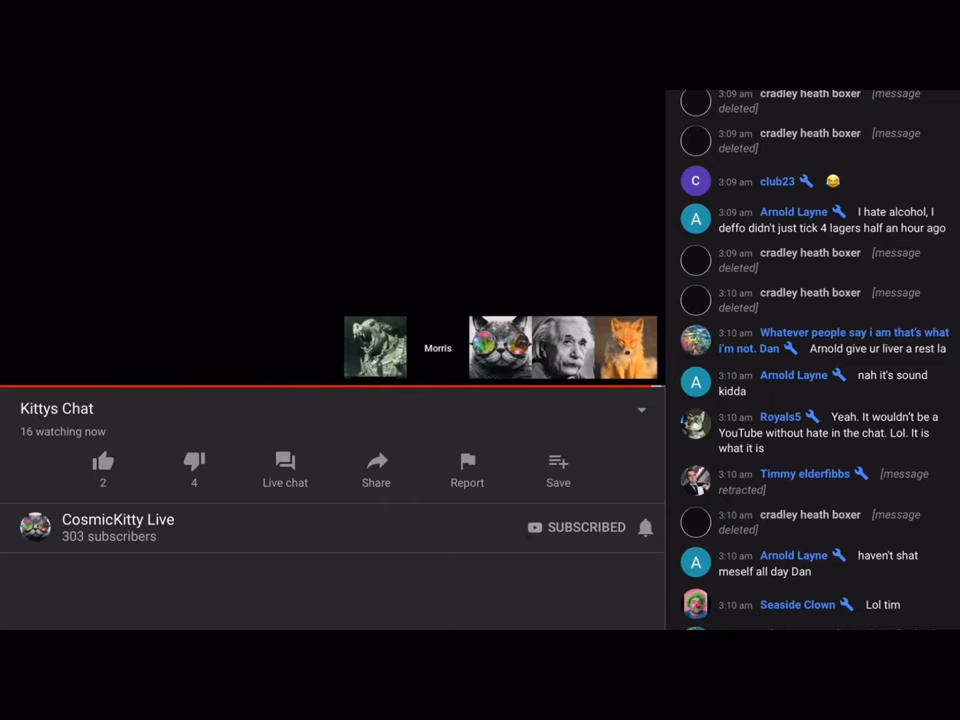 Morris
Kittys Chat
16 watching now
2
4
Live chat
Share
Report
Save
CosmicKitty Live
303 subscribers
SUBSCRIBED
3:09 am cradley heath boxer [message
deleted]
3:09 am cradley heath boxer [message
deleted]
C
3:09 am club23 😂
A
3:09 am Arnold Layne I hate alcohol, I
deffo didn't just tick 4 lagers half an hour ago
3:09 am cradley heath boxer [message
deleted]
3:10 am cradley heath boxer [message
deleted]
3:10 am Whatever people say i am that's what
i'm not. Dan Arnold give ur liver a rest la
A
3:10 am Arnold Layne nah it's sound
kidda
3:10 am Royals5 Yeah. It wouldn't be a
YouTube without hate in the chat. Lol. It is
what it is
3:10 am Timmy elderfibbs [message
retracted]
3:10 am cradley heath boxer [message
deleted]
A
3:10 am Arnold Layne haven't shat
meself all day Dan
3:10 am Seaside Clown Lol tim